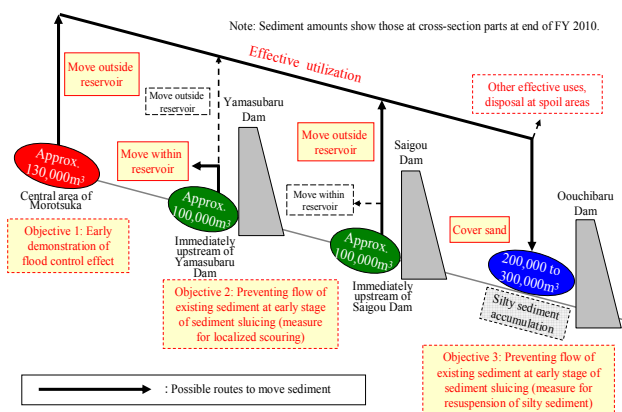 Note: Sediment amounts show those at cross-section parts at end of FY 2010.
Effective utilization
Move outside
reservoir
Move outside
reservoir
Yamasubaru
Dam
Move outside
reservoir
Saigou
Dam
Other effective uses,
disposal at spoil areas
Approx.
130,000m³
Central area of
Morotsuka
Move within
reservoir
Approx.
100,000m³
Immediately
upstream of
Yamasubaru
Dam
Move within
reservoir
Approx.
100,000m³
Immediately
upstream of
Saigou Dam
Cover sand
Oouchibaru
Dam
200,000 to
300,000m³
Silty sediment
accumulation
Objective 1: Early
demonstration of
flood control effect
Objective 2: Preventing flow of
existing sediment at early stage
of sediment sluicing (measure
for localized scouring)
Objective 3: Preventing flow of
existing sediment at early stage of
sediment sluicing (measure for
resuspension of silty sediment)
: Possible routes to move sediment